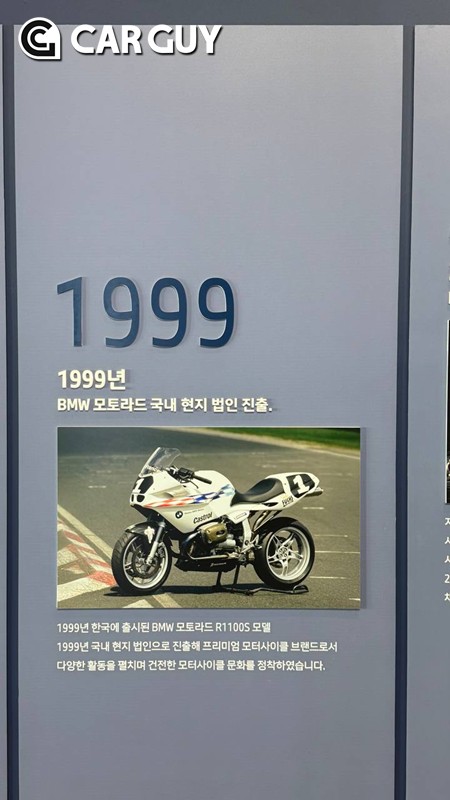 CAR GUY
1999
1999년
BMW 모토라드 국내 현지 법인 진출.
1
Castrol
1999년 한국에 출시된 BMW 모토라드 R1100S 모델
1999년 국내 현지 법인으로 진출해 프리미엄 모터사이클 브랜드로서
다양한 활동을 펼치며 건전한 모터사이클 문화를 정착하였습니다.